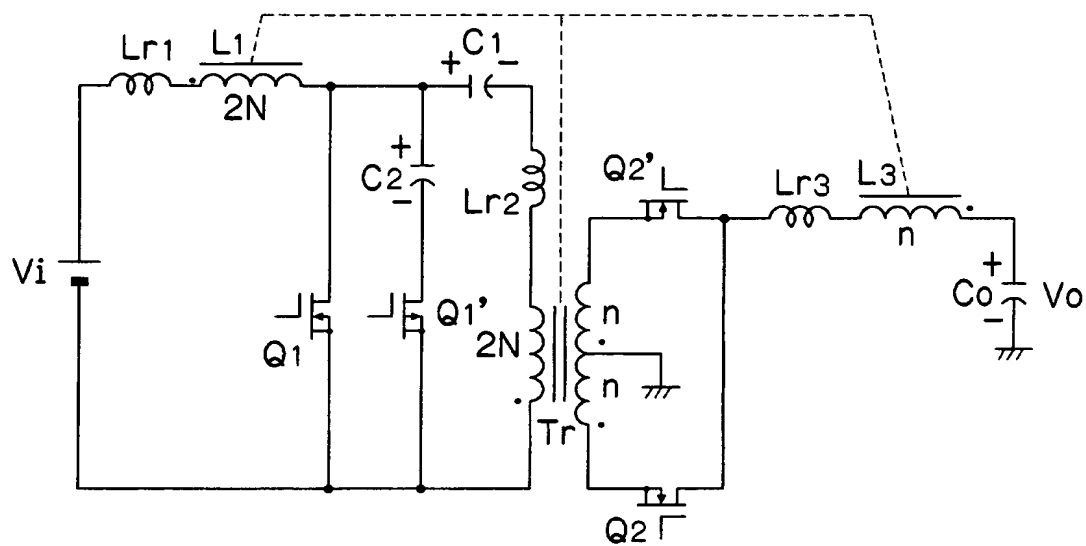 Lr1
L1
2N
+
C1
−
+
C2
−
Lr2
Q2'
Lr3
L3
n
Vi
Q1
Q1'
2N
Tr
n
n
+
Co
−
Vo
Q2